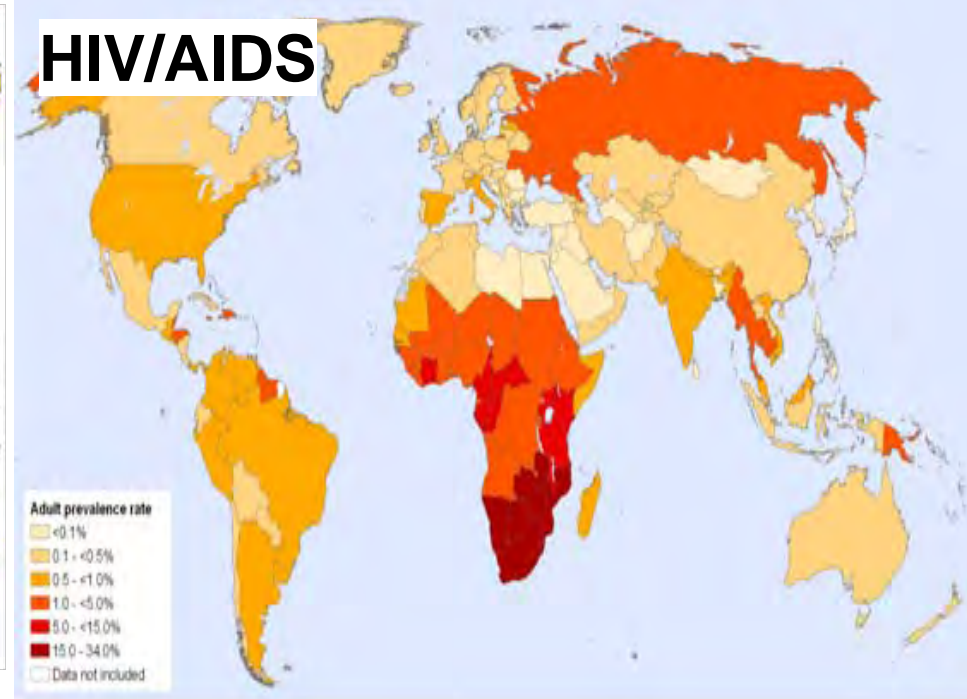 HIV/AIDS
Adult prevalence rate
<0.1%
0.1 - <0.5%
0.5 - <1.0%
1.0 - <5.0%
5.0 - <15.0%
15.0 - 34.0%
Data not included